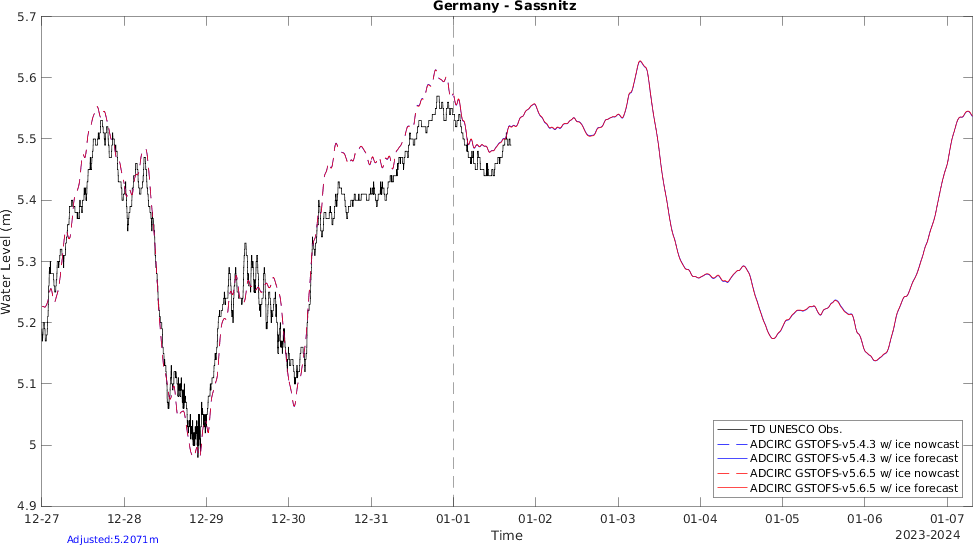 Germany - Sassnitz
5.7
5.6
5.5
5.4
5.3
5.2
5.1
5
4.9
Water Level (m)
TD UNESCO Obs.
ADCIRC GSTOFS-v5.4.3 w/ ice nowcast
ADCIRC GSTOFS-v5.4.3 w/ ice forecast
ADCIRC GSTOFS-v5.6.5 w/ ice nowcast
ADCIRC GSTOFS-v5.6.5 w/ ice forecast
12-27 12-28 12-29 12-30 12-31 01-01 01-02 01-03 01-04 01-05 01-06 01-07
Time
2023-2024
Adjusted:5.2071m